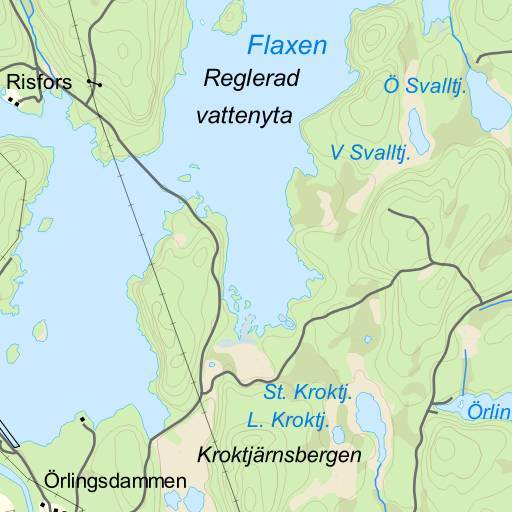 Flaxen
Reglerad
vattenyta
Risfors
Ö Svalltj.
V Svalltj.
St. Kroktj.
L. Kroktj.
Örlin
Kroktjärnsbergen
Örlingsdammen